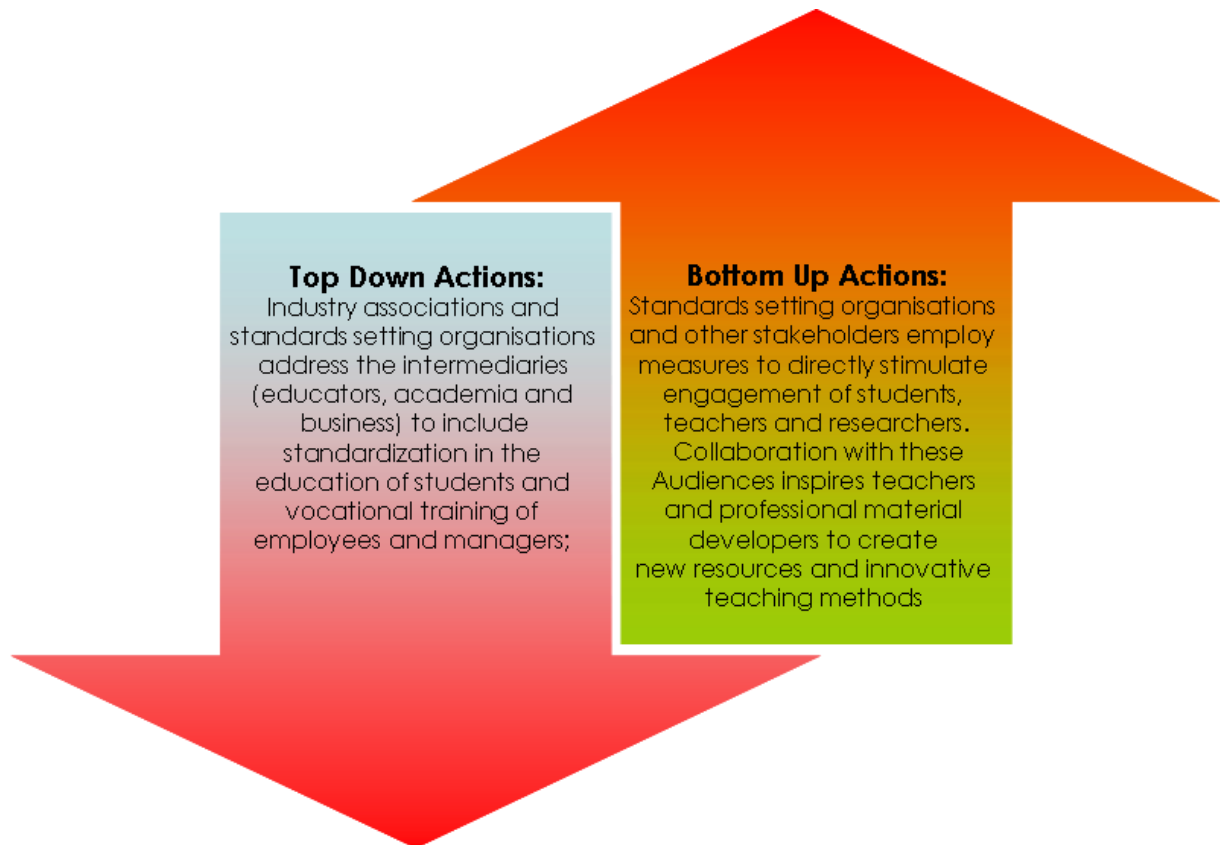 Top Down Actions:
Industry associations and
standards setting organisations
address the intermediaries
(educators, academia and
business) to include
standardization in the
education of students and
vocational training of
employees and managers;
Bottom Up Actions:
Standards setting organisations
and other stakeholders employ
measures to directly stimulate
engagement of students,
teachers and researchers.
Collaboration with these
Audiences inspires teachers
and professional material
developers to create
new resources and innovative
teaching methods